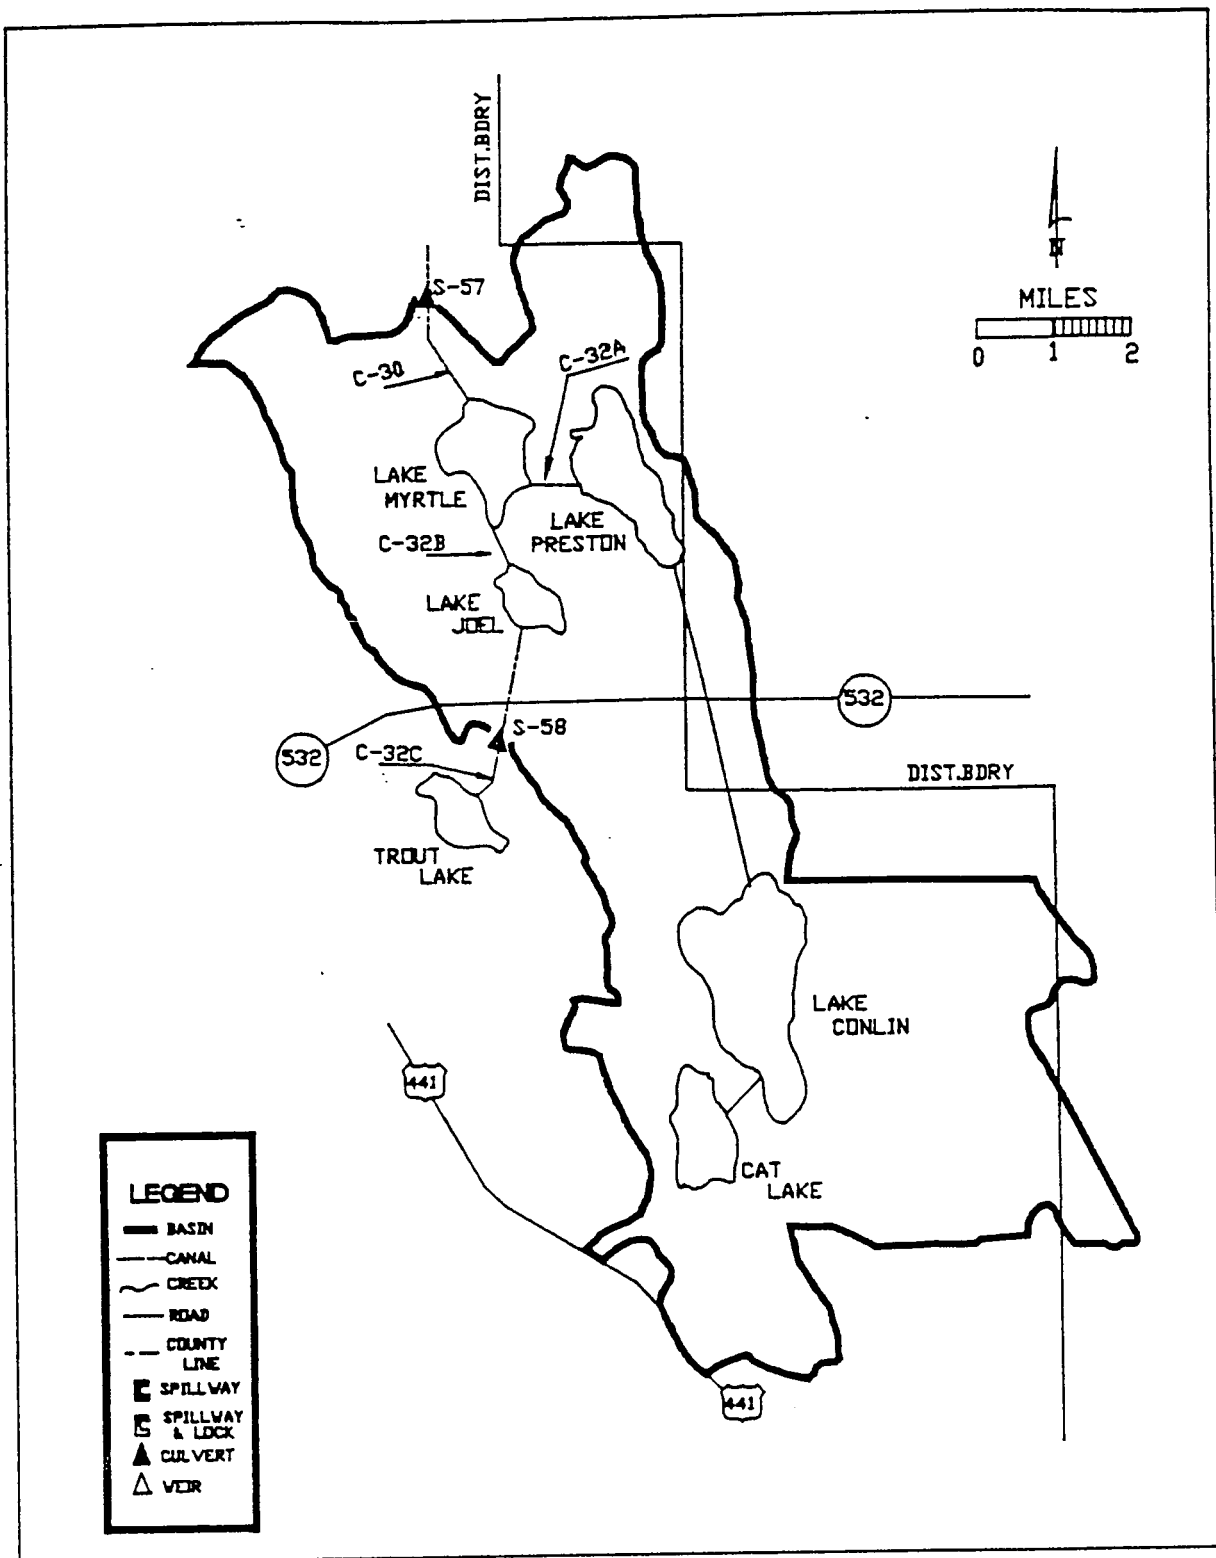 DIST.BDRY
S-57
N
MILES
0 1 2
C-30
C-32A
LAKE
MYRTLE
LAKE
PRESTON
C-32B
LAKE
JOEL
532
532
S-58
C-32C
DIST.BDRY
TROUT
LAKE
LAKE
CONLIN
441
CAT
LAKE
LEGEND
BASIN
CANAL
CREEK
ROAD
COUNTY
LINE
SPILLWAY
SPILLWAY
& LOCK
CULVERT
WEIR
441